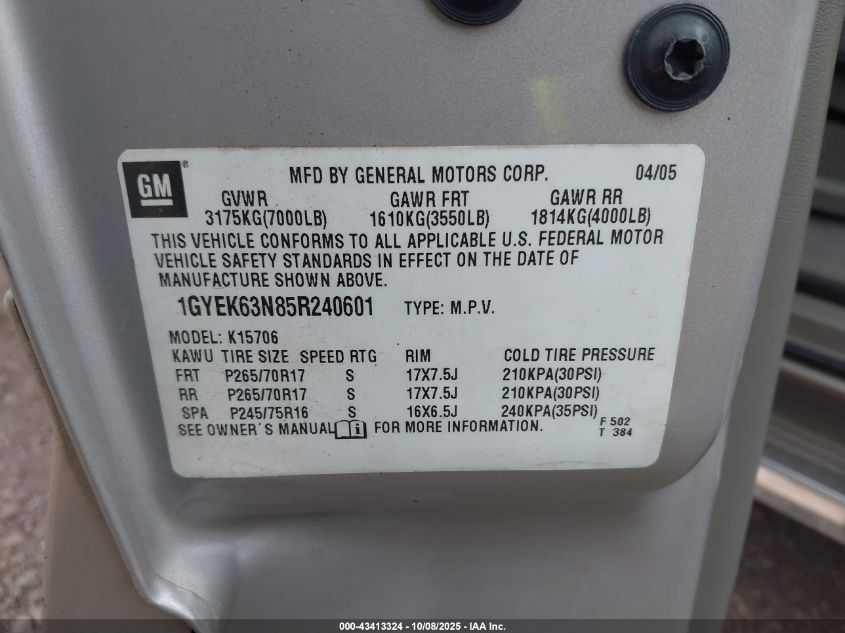 GM ® MFD BY GENERAL MOTORS CORP. 04/05
GVWR GAWR FRT GAWR RR
3175KG(7000LB) 1610KG(3550LB) 1814KG(4000LB)
THIS VEHICLE CONFORMS TO ALL APPLICABLE U.S. FEDERAL MOTOR
VEHICLE SAFETY STANDARDS IN EFFECT ON THE DATE OF
MANUFACTURE SHOWN ABOVE.
1GYEK63N85R240601 TYPE: M.P.V.
MODEL: K15706
KAWU TIRE SIZE SPEED RTG RIM COLD TIRE PRESSURE
FRT P265/70R17 S 17X7.5J 210KPA(30PSI)
RR P265/70R17 S 17X7.5J 210KPA(30PSI)
SPA P245/75R16 S 16X6.5J 240KPA(35PSI)
SEE OWNER'S MANUAL i FOR MORE INFORMATION. F 502
T 384
000-43413324 - 10/08/2025 - IAA Inc.